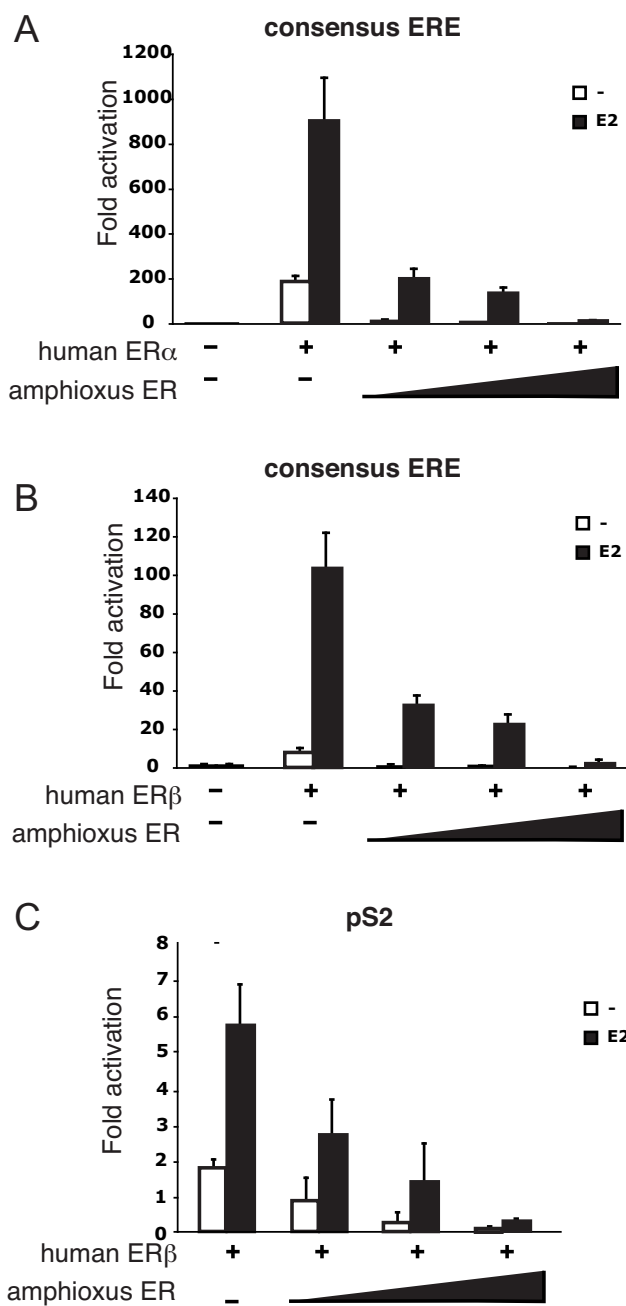 A
consensus ERE
1200
1000
800
600
400
200
0
Fold activation
-
E2
human ERα − + + + +
amphioxus ER − −
B
consensus ERE
140
120
100
80
60
40
20
0
Fold activation
-
E2
human ERβ − + + + +
amphioxus ER − −
C
pS2
8
7
6
5
4
3
2
1
0
Fold activation
-
E2
human ERβ + + + +
amphioxus ER −